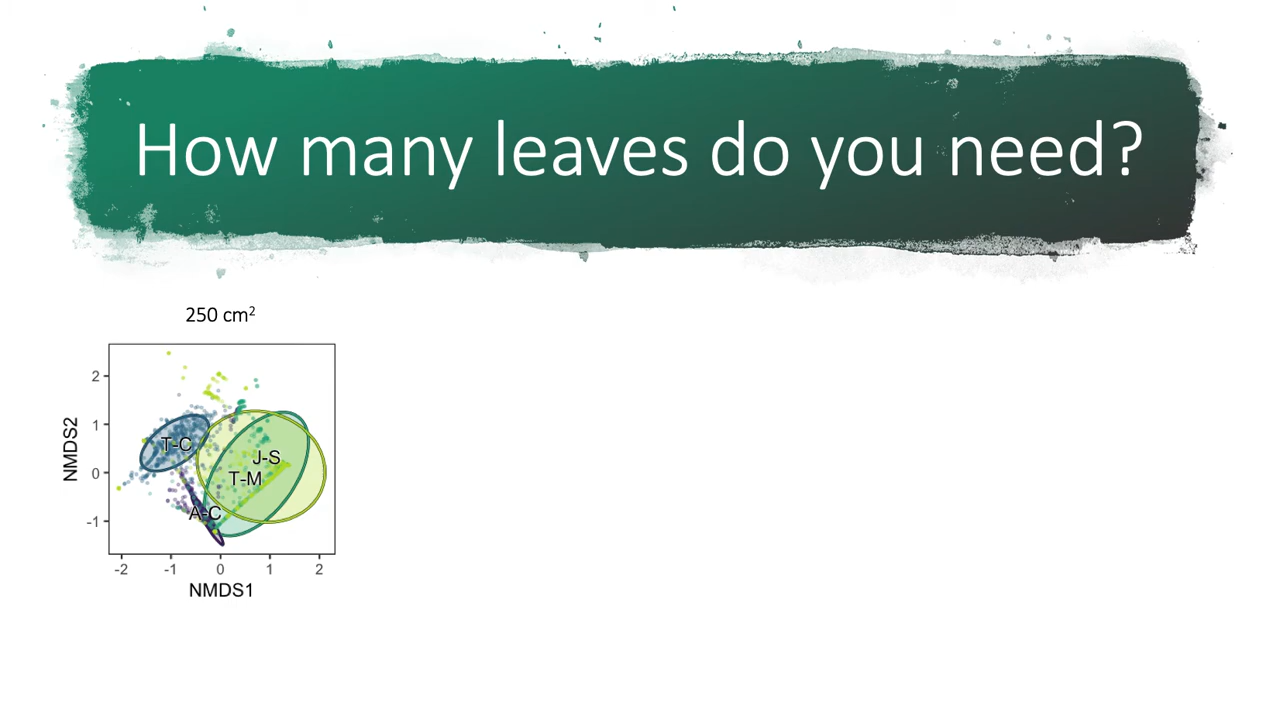 How many leaves do you need?
250 cm²
2
1
0
-1
NMDS2
T-C
J-S
T-M
A-C
-2 -1 0 1 2
NMDS1